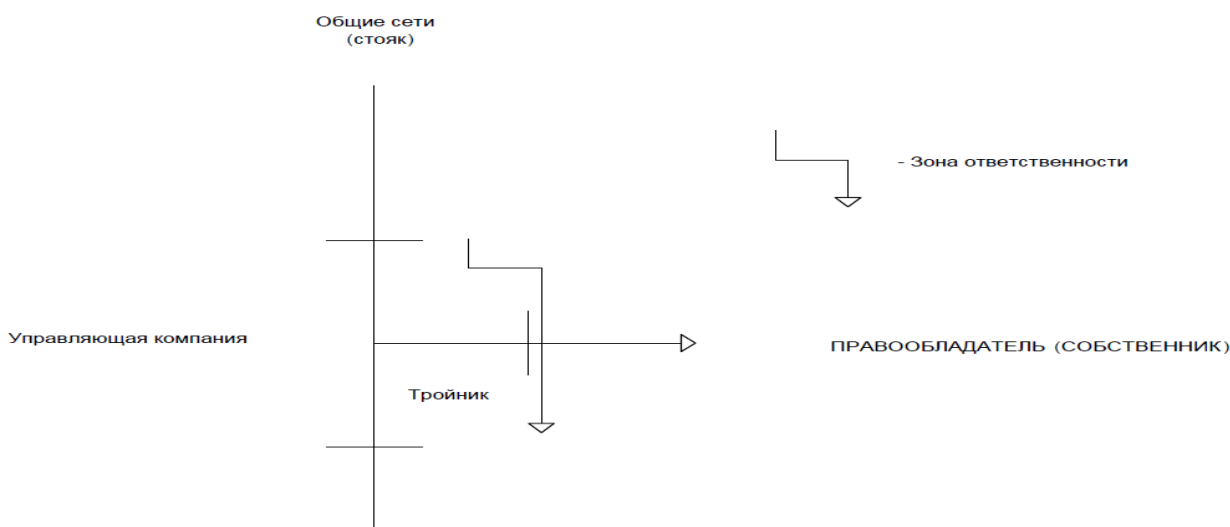 Общие сети
(стояк)
- Зона ответственности
Управляющая компания
ПРАВООБЛАДАТЕЛЬ (СОБСТВЕННИК)
Тройник